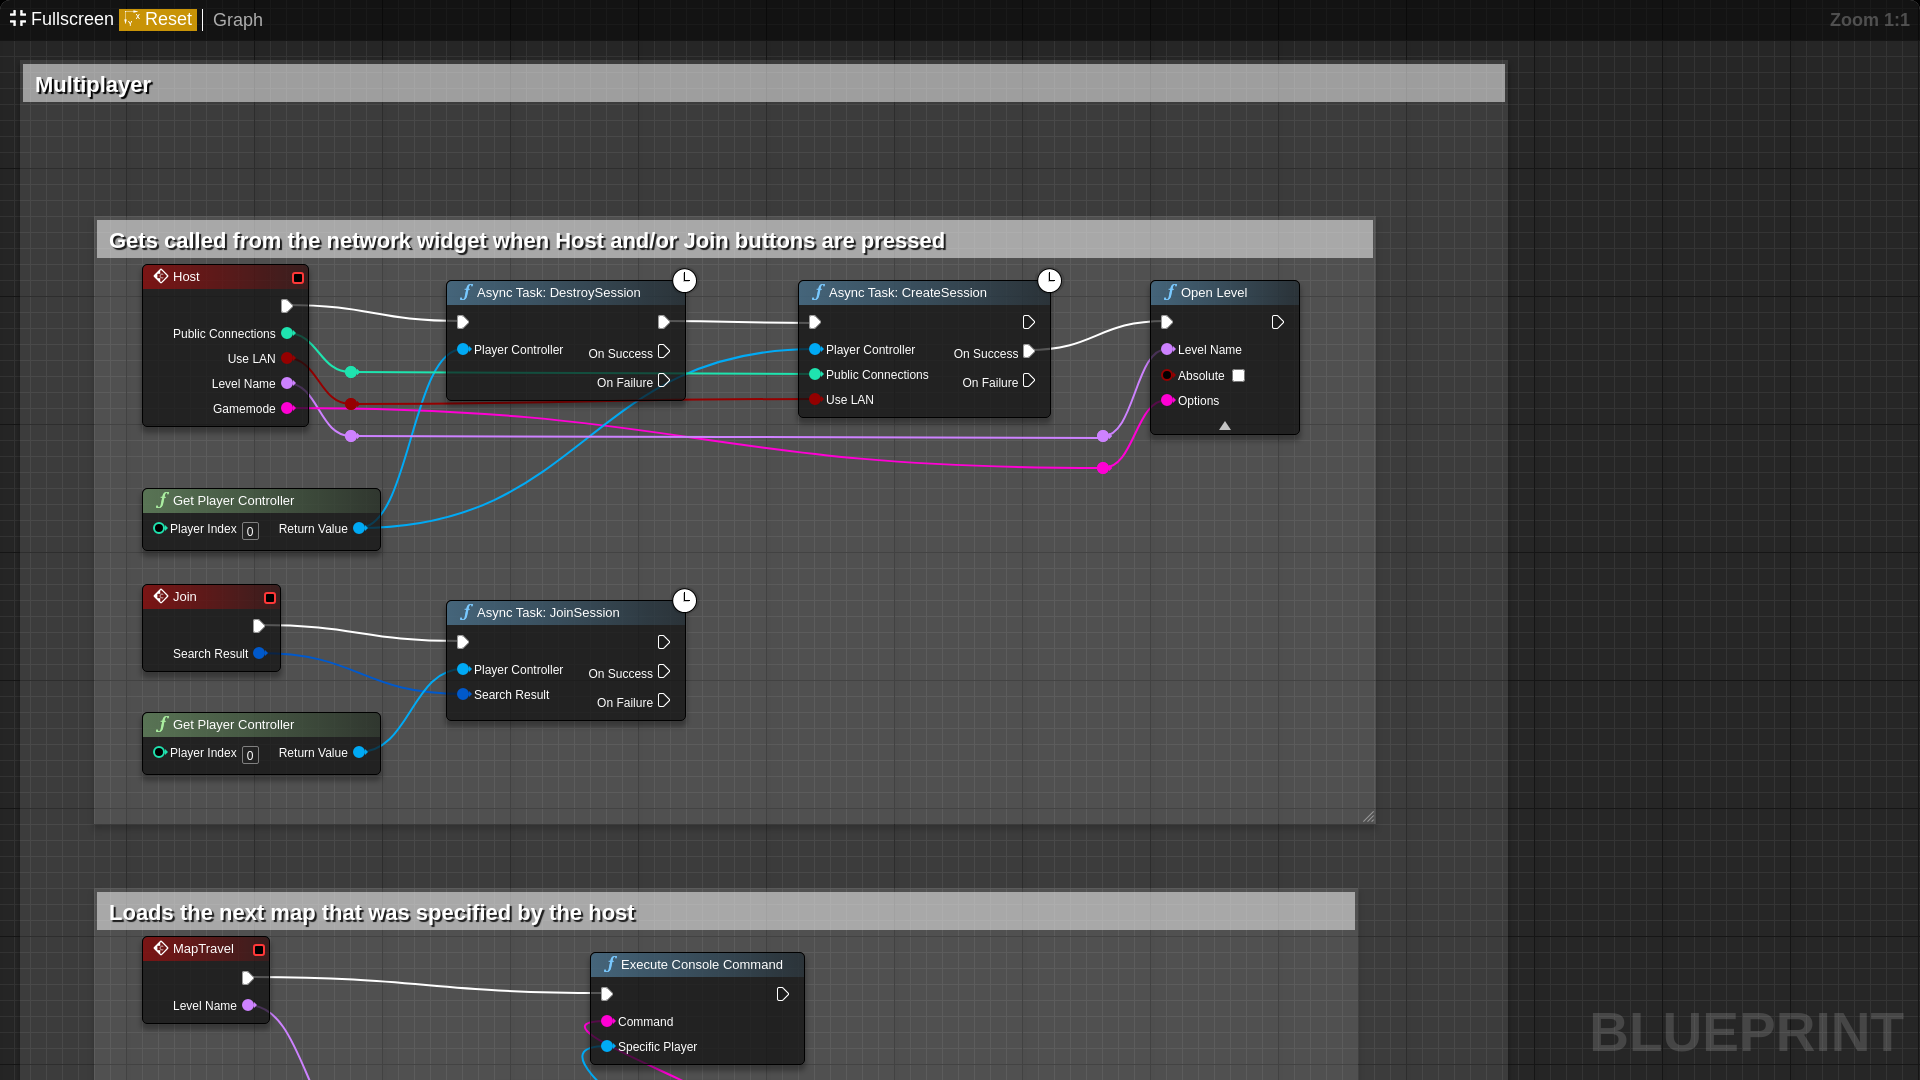 Fullscreen Reset Graph Zoom 1:1
Multiplayer
Gets called from the network widget when Host and/or Join buttons are pressed
Host
Public Connections
Use LAN
Level Name
Gamemode
Async Task: DestroySession
Player Controller
On Success
On Failure
Async Task: CreateSession
Player Controller
On Success
Public Connections
On Failure
Use LAN
Open Level
Level Name
Absolute
Options
Get Player Controller
Player Index 0 Return Value
Join
Search Result
Async Task: JoinSession
Player Controller
On Success
Search Result
On Failure
Get Player Controller
Player Index 0 Return Value
Loads the next map that was specified by the host
MapTravel
Level Name
Execute Console Command
Command
Specific Player
BLUEPRINT